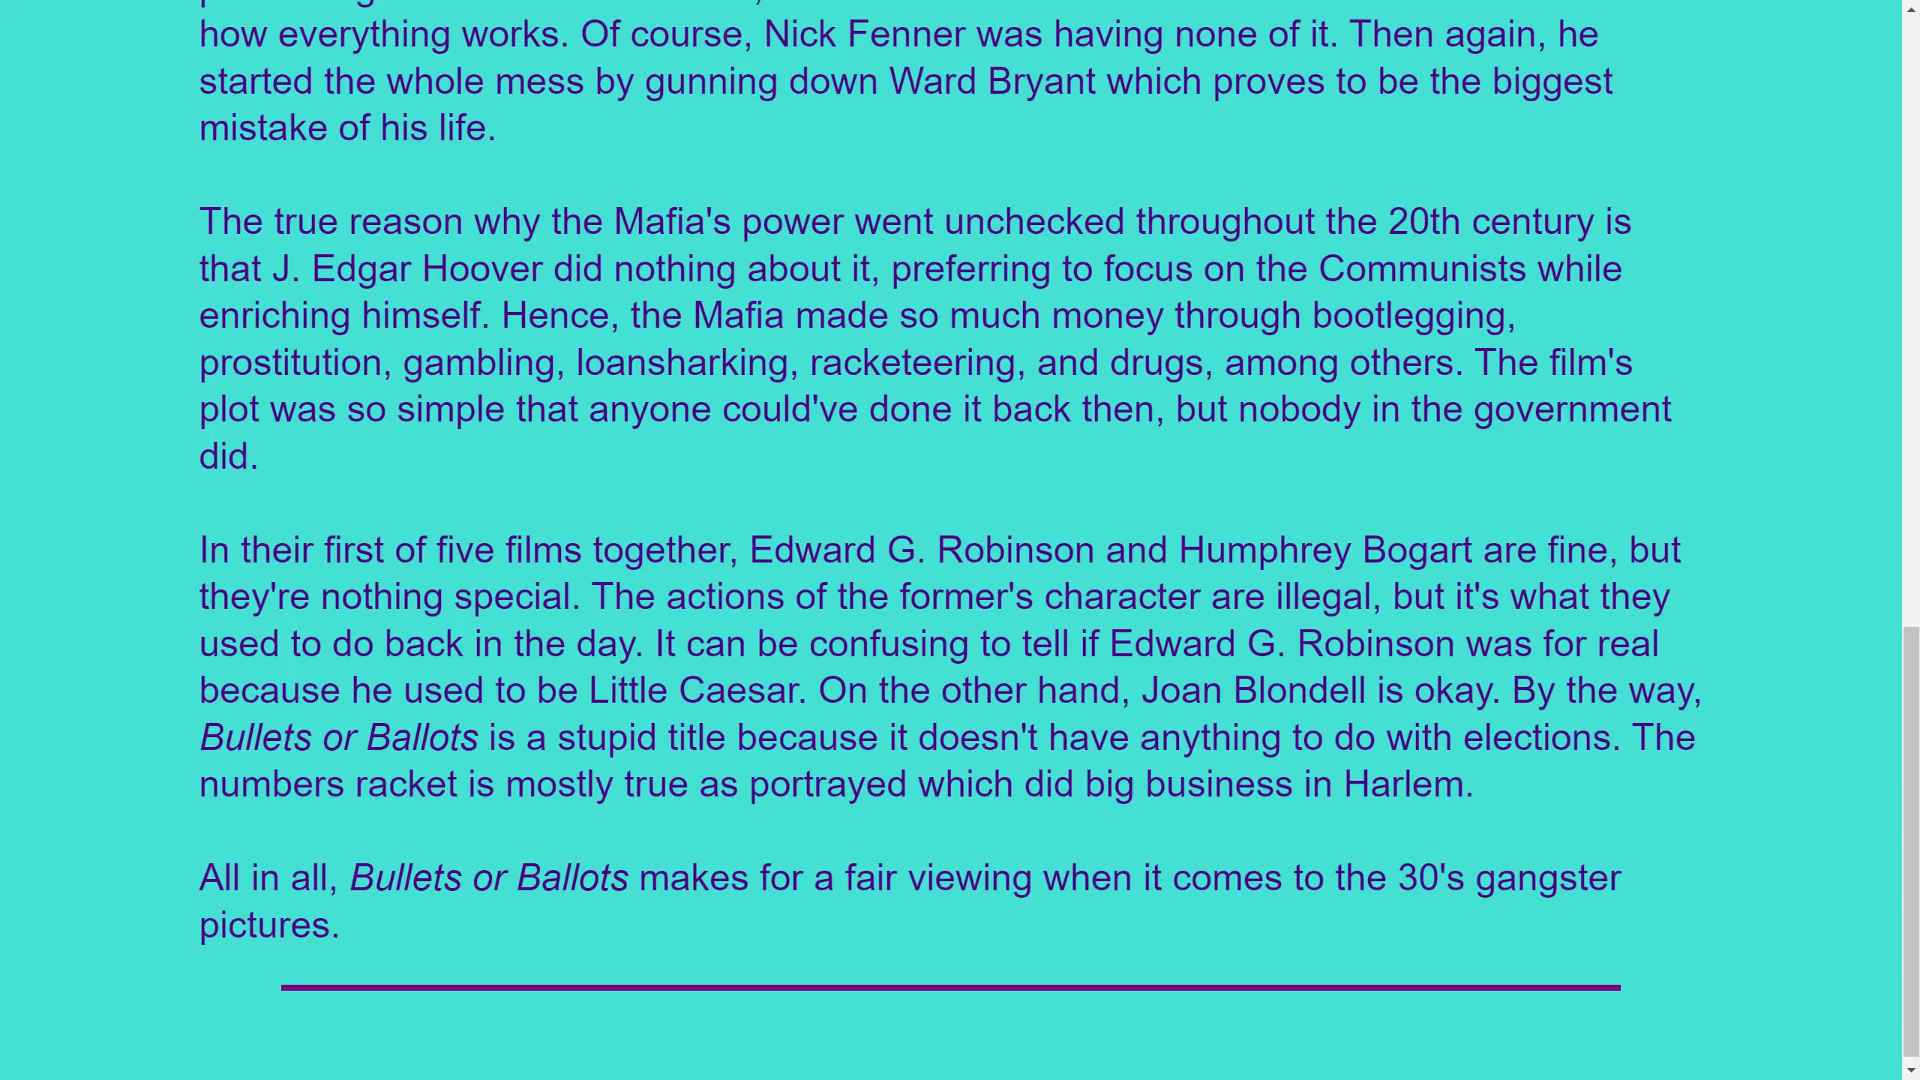 how everything works. Of course, Nick Fenner was having none of it. Then again, he
started the whole mess by gunning down Ward Bryant which proves to be the biggest
mistake of his life.
The true reason why the Mafia's power went unchecked throughout the 20th century is
that J. Edgar Hoover did nothing about it, preferring to focus on the Communists while
enriching himself. Hence, the Mafia made so much money through bootlegging,
prostitution, gambling, loansharking, racketeering, and drugs, among others. The film's
plot was so simple that anyone could've done it back then, but nobody in the government
did.
In their first of five films together, Edward G. Robinson and Humphrey Bogart are fine, but
they're nothing special. The actions of the former's character are illegal, but it's what they
used to do back in the day. It can be confusing to tell if Edward G. Robinson was for real
because he used to be Little Caesar. On the other hand, Joan Blondell is okay. By the way,
Bullets or Ballots is a stupid title because it doesn't have anything to do with elections. The
numbers racket is mostly true as portrayed which did big business in Harlem.
All in all, Bullets or Ballots makes for a fair viewing when it comes to the 30's gangster
pictures.